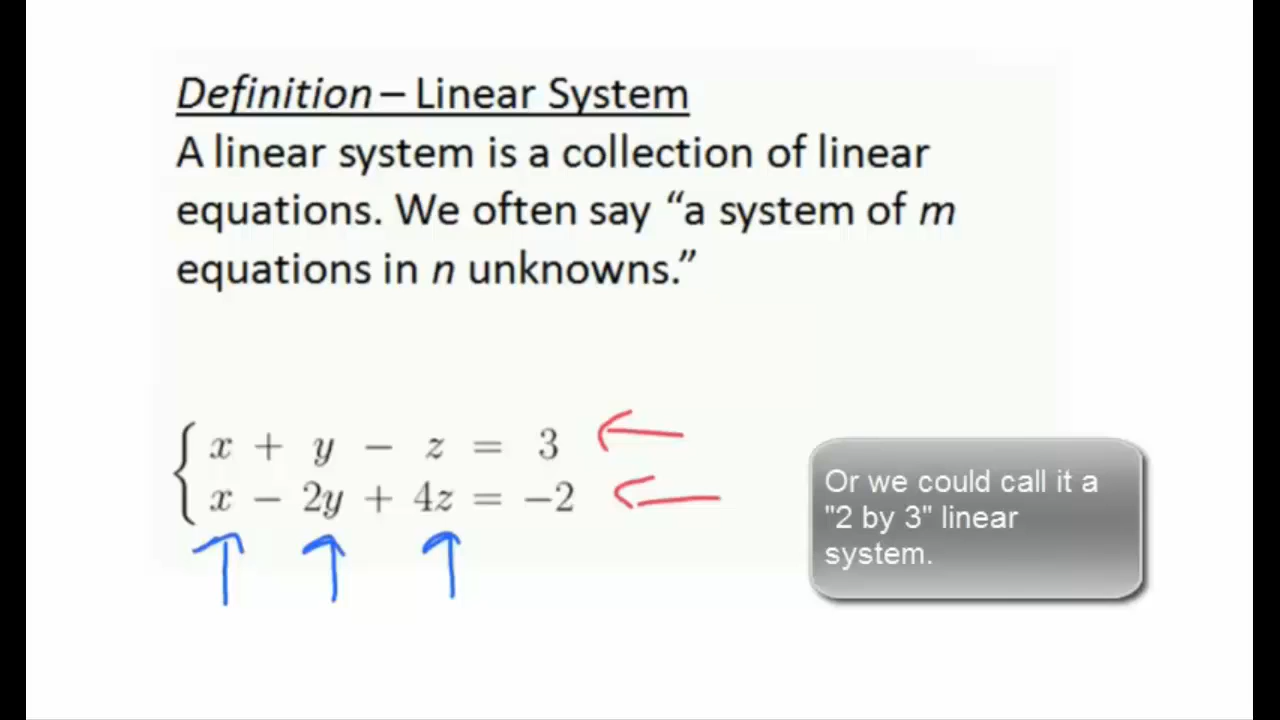 Definition – Linear System
A linear system is a collection of linear
equations. We often say “a system of m
equations in n unknowns.”
x + y − z = 3
x − 2y + 4z = −2
Or we could call it a
"2 by 3" linear
system.